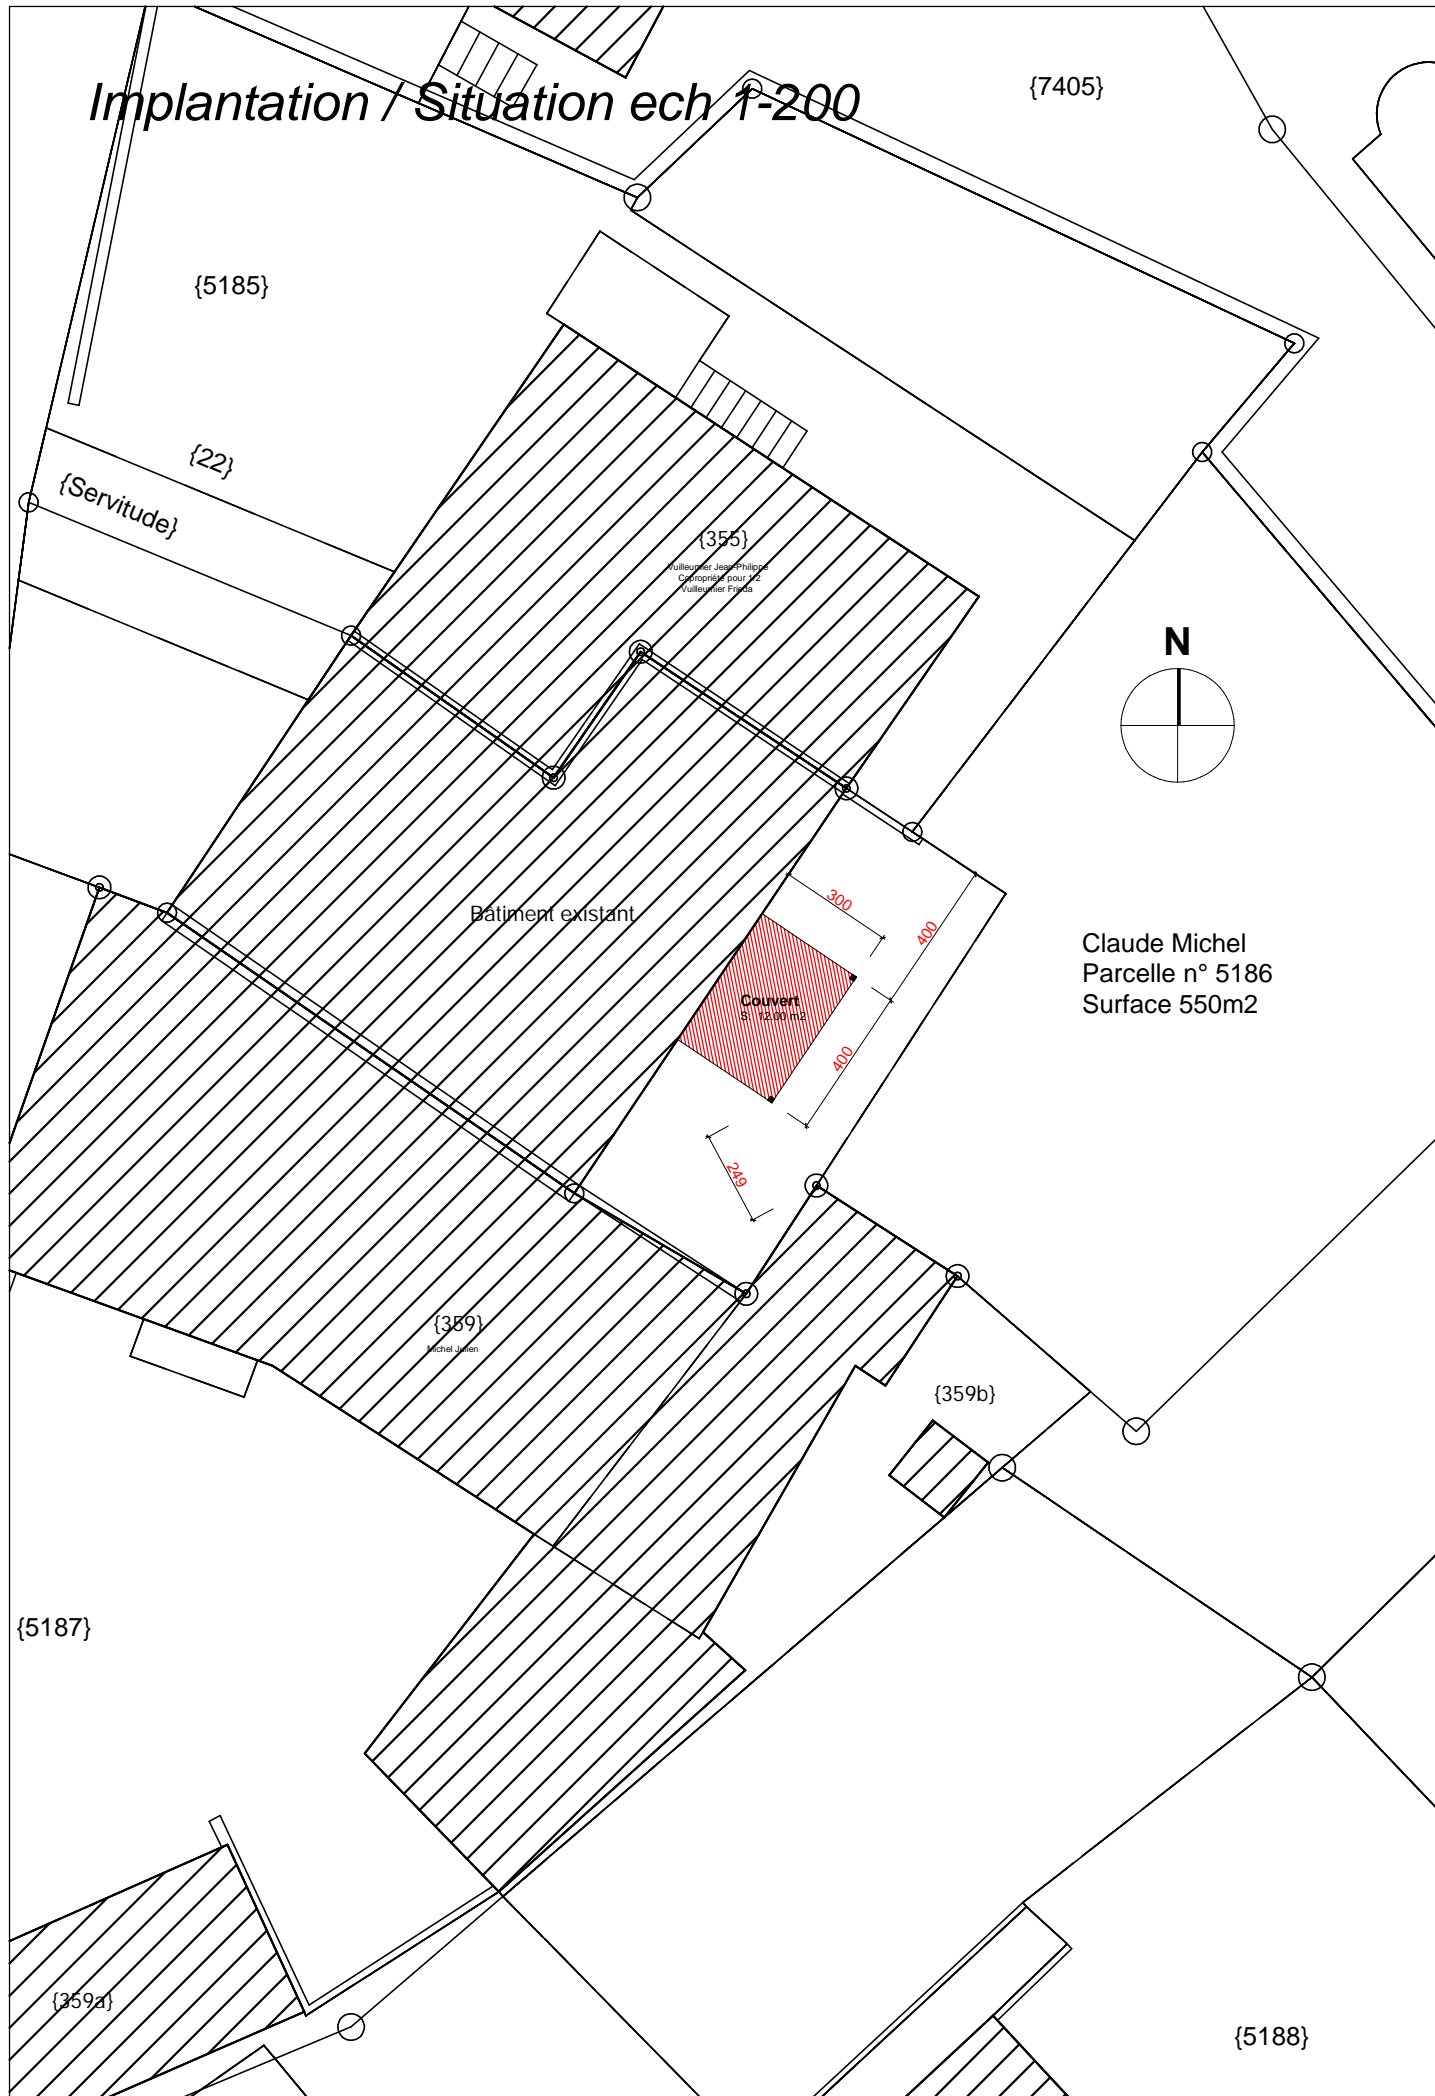 Implantation / Situation ech 1-200
{7405}
{5185}
{22}
{Servitude}
{355}
Vuilleumier Jean-Philippe
Copropriété pour 1/2
Vuilleumier Frieda
N
Bâtiment existant
300
400
Claude Michel
Parcelle n° 5186
Surface 550m2
Couvert
S: 12.00 m2
400
249
{359}
Michel Julien
{359b}
{5187}
{359a}
{5188}